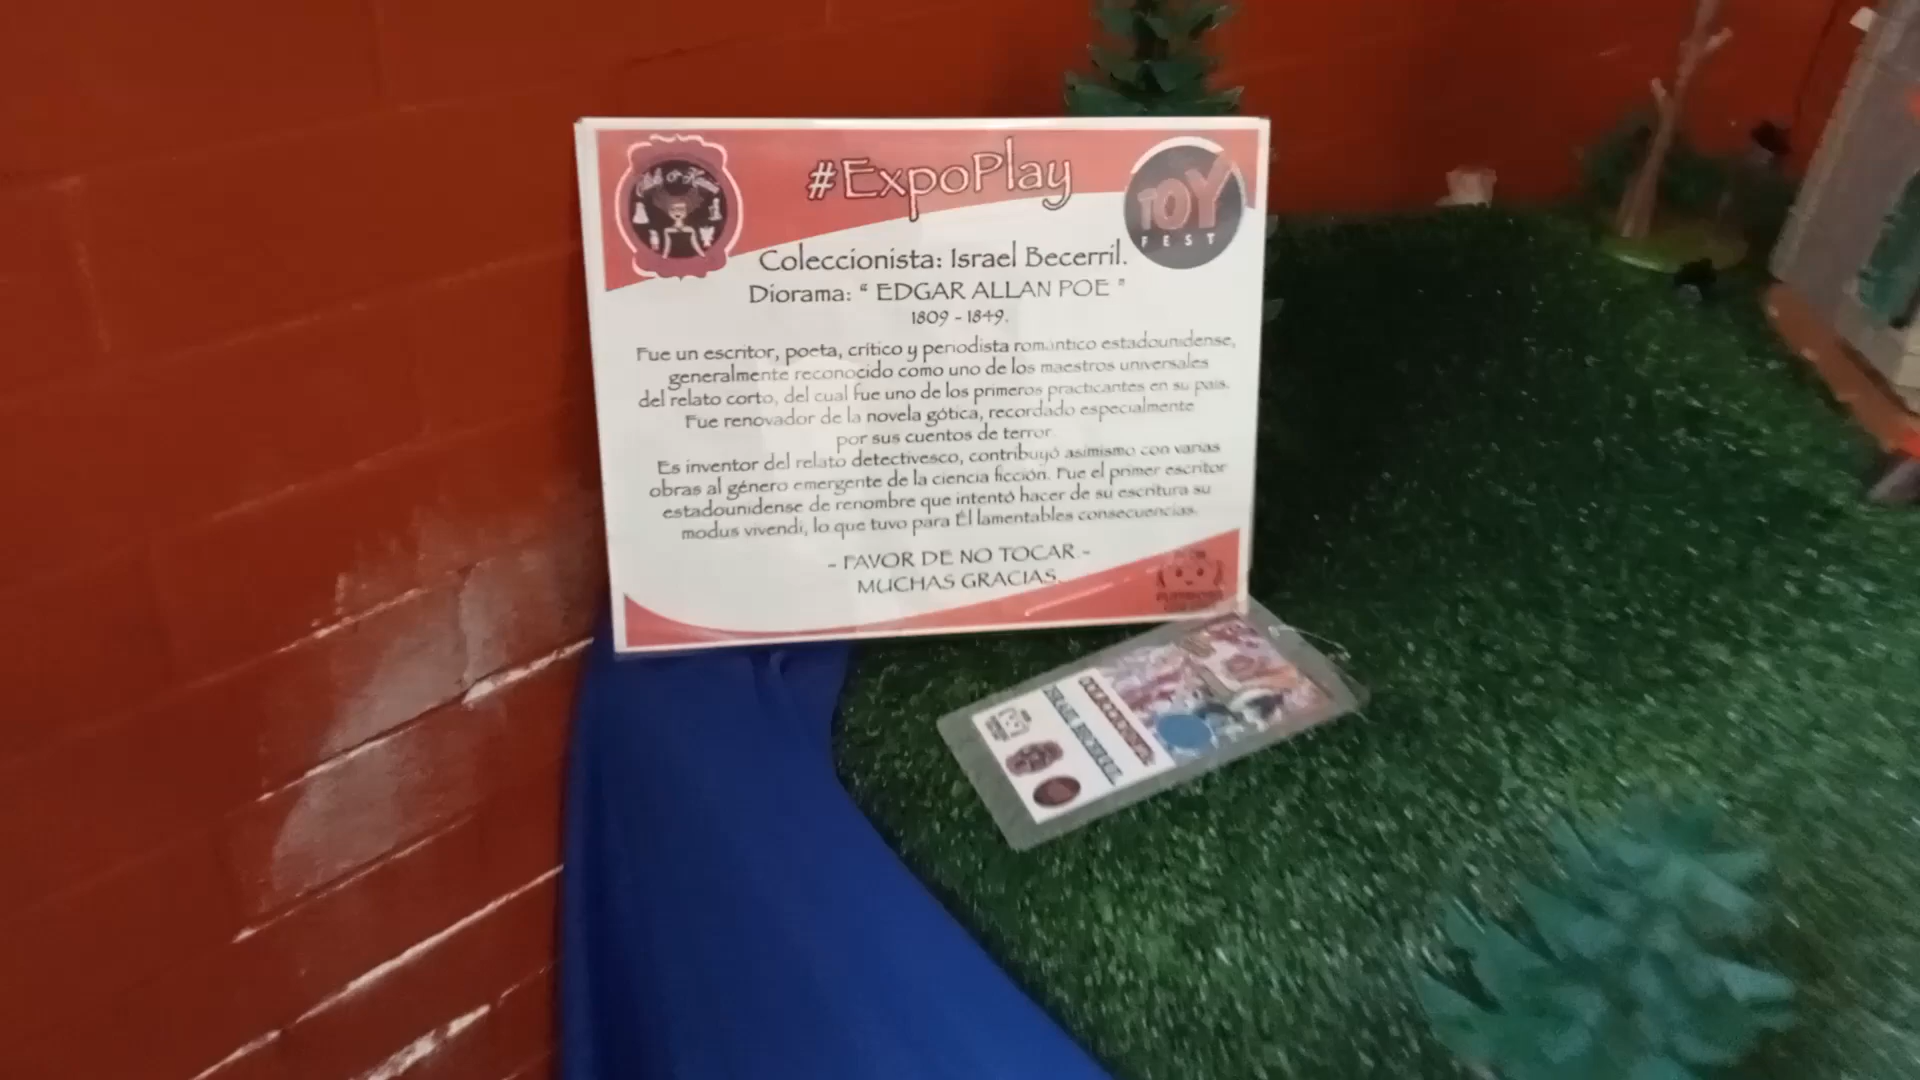 #ExpoPlay
TOY
FEST
Coleccionista: Israel Becerril.
Diorama: “ EDGAR ALLAN POE ”
1809 - 1849.
Fue un escritor, poeta, crítico y periodista romántico estadounidense,
generalmente reconocido como uno de los maestros universales
del relato corto, del cual fue uno de los primeros practicantes en su país.
Fue renovador de la novela gótica, recordado especialmente
por sus cuentos de terror.
Es inventor del relato detectivesco, contribuyó asimismo con varias
obras al género emergente de la ciencia ficción. Fue el primer escritor
estadounidense de renombre que intentó hacer de su escritura su
modus vivendi, lo que tuvo para Él lamentables consecuencias.
- FAVOR DE NO TOCAR -
MUCHAS GRACIAS.
COLECCIONISTA:
ISRAEL BECERRIL